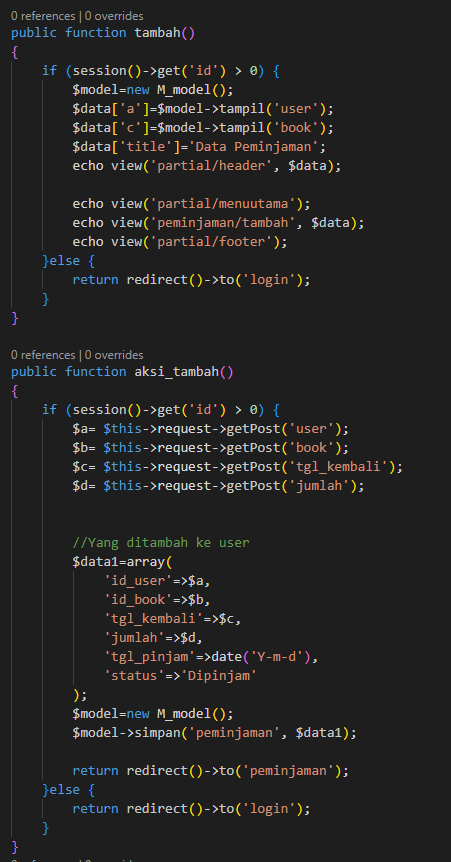 0 references | 0 overrides
public function tambah()
{
    if (session()->get('id') > 0) {
        $model=new M_model();
        $data['a']=$model->tampil('user');
        $data['c']=$model->tampil('book');
        $data['title']='Data Peminjaman';
        echo view('partial/header', $data);

        echo view('partial/menuutama');
        echo view('peminjaman/tambah', $data);
        echo view('partial/footer');
    }else {
        return redirect()->to('login');
    }
}

0 references | 0 overrides
public function aksi_tambah()
{
    if (session()->get('id') > 0) {
        $a= $this->request->getPost('user');
        $b= $this->request->getPost('book');
        $c= $this->request->getPost('tgl_kembali');
        $d= $this->request->getPost('jumlah');

        //Yang ditambah ke user
        $data1=array(
            'id_user'=>$a,
            'id_book'=>$b,
            'tgl_kembali'=>$c,
            'jumlah'=>$d,
            'tgl_pinjam'=>date('Y-m-d'),
            'status'=>'Dipinjam'
        );
        $model=new M_model();
        $model->simpan('peminjaman', $data1);

        return redirect()->to('peminjaman');
    }else {
        return redirect()->to('login');
    }
}